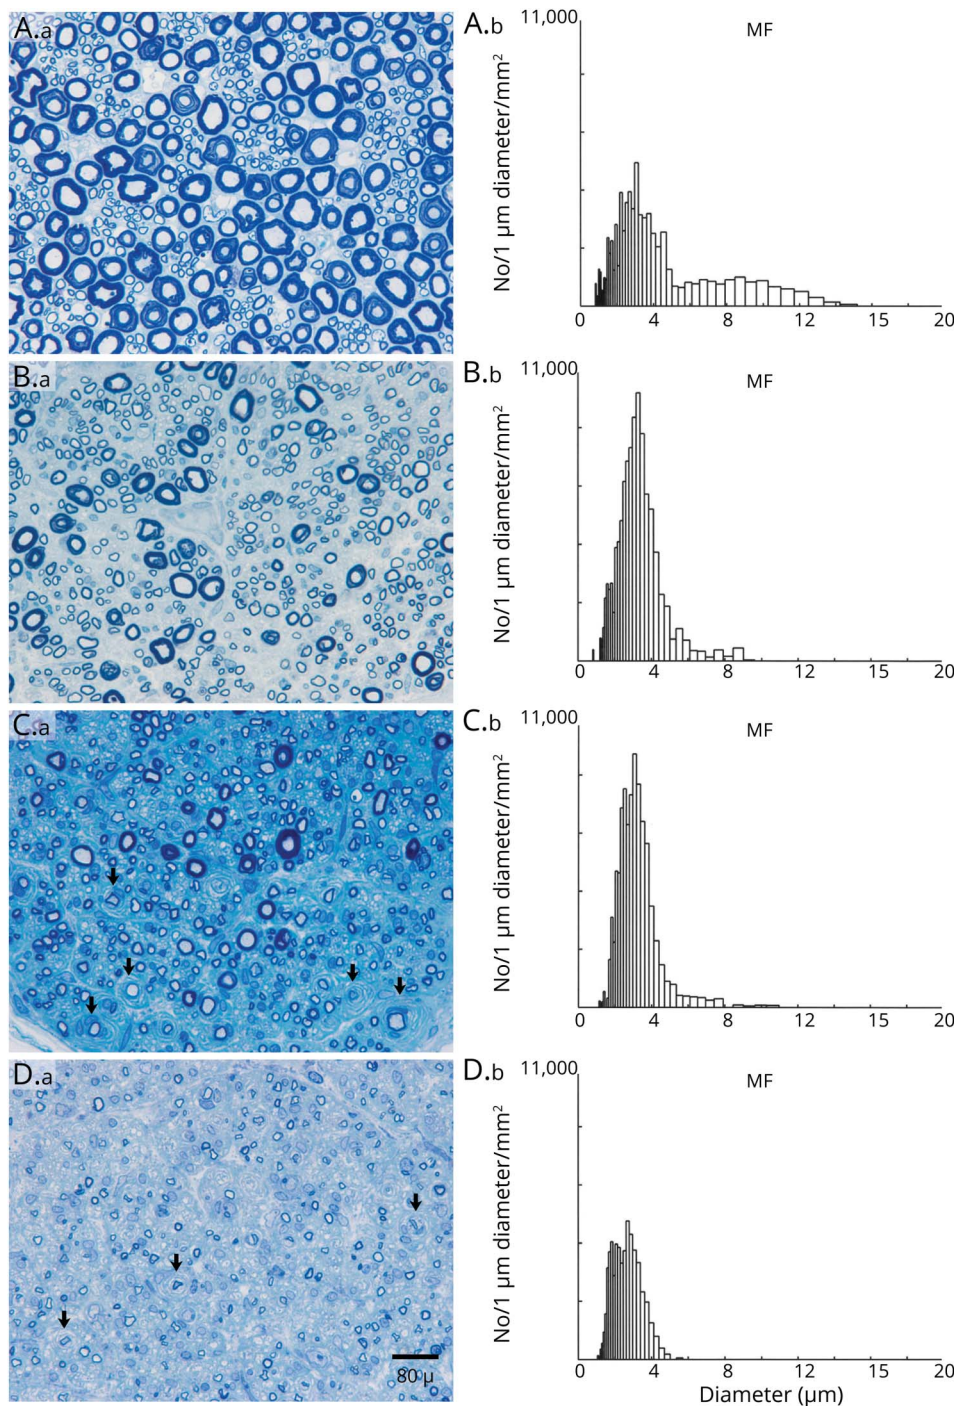 A.a
A.b
11,000
MF
No/1 µm diameter/mm²
0 4 8 12 15 20
B.a
B.b
11,000
MF
No/1 µm diameter/mm²
0 4 8 12 15 20
C.a
C.b
11,000
MF
No/1 µm diameter/mm²
0 4 8 12 15 20
D.a
80 µ
D.b
11,000
MF
No/1 µm diameter/mm²
0 4 8 12 15 20
Diameter (µm)